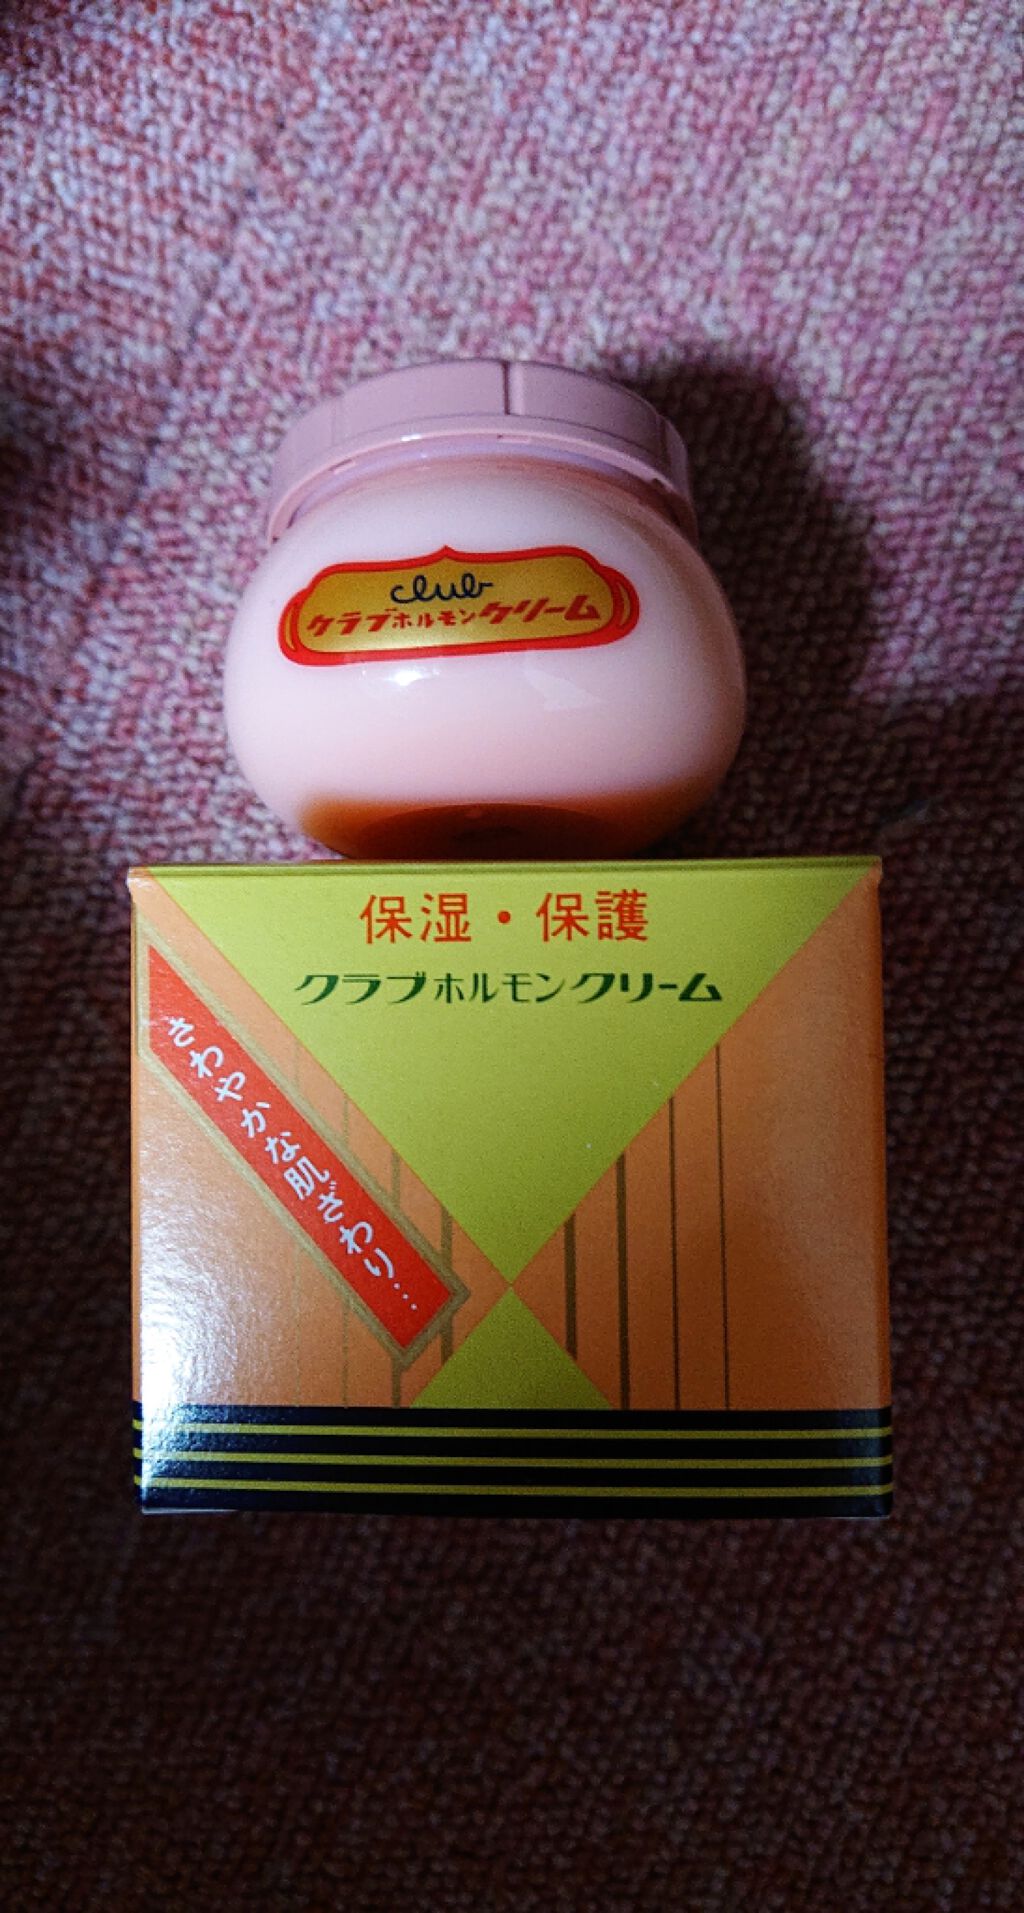 club
クラブホルモンクリーム
保湿・保護
クラブホルモンクリーム
さわやかな肌ざわり…